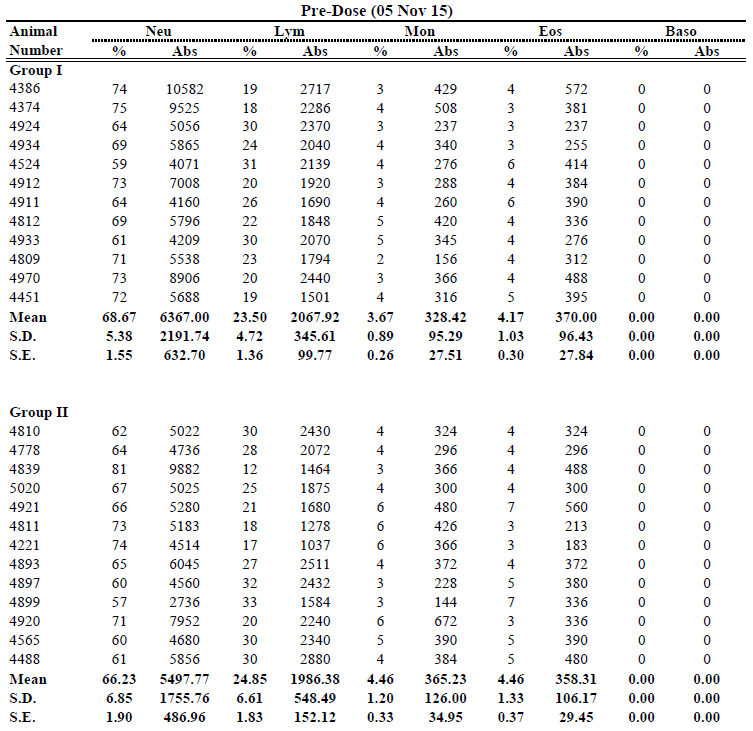 Pre-Dose (05 Nov 15)
Animal Neu Lym Mon Eos Baso
Number % Abs % Abs % Abs % Abs % Abs
Group I
4386 74 10582 19 2717 3 429 4 572 0 0
4374 75 9525 18 2286 4 508 3 381 0 0
4924 64 5056 30 2370 3 237 3 237 0 0
4934 69 5865 24 2040 4 340 3 255 0 0
4524 59 4071 31 2139 4 276 6 414 0 0
4912 73 7008 20 1920 3 288 4 384 0 0
4911 64 4160 26 1690 4 260 6 390 0 0
4812 69 5796 22 1848 5 420 4 336 0 0
4933 61 4209 30 2070 5 345 4 276 0 0
4809 71 5538 23 1794 2 156 4 312 0 0
4970 73 8906 20 2440 3 366 4 488 0 0
4451 72 5688 19 1501 4 316 5 395 0 0
Mean 68.67 6367.00 23.50 2067.92 3.67 328.42 4.17 370.00 0.00 0.00
S.D. 5.38 2191.74 4.72 345.61 0.89 95.29 1.03 96.43 0.00 0.00
S.E. 1.55 632.70 1.36 99.77 0.26 27.51 0.30 27.84 0.00 0.00
Group II
4810 62 5022 30 2430 4 324 4 324 0 0
4778 64 4736 28 2072 4 296 4 296 0 0
4839 81 9882 12 1464 3 366 4 488 0 0
5020 67 5025 25 1875 4 300 4 300 0 0
4921 66 5280 21 1680 6 480 7 560 0 0
4811 73 5183 18 1278 6 426 3 213 0 0
4221 74 4514 17 1037 6 366 3 183 0 0
4893 65 6045 27 2511 4 372 4 372 0 0
4897 60 4560 32 2432 3 228 5 380 0 0
4899 57 2736 33 1584 3 144 7 336 0 0
4920 71 7952 20 2240 6 672 3 336 0 0
4565 60 4680 30 2340 5 390 5 390 0 0
4488 61 5856 30 2880 4 384 5 480 0 0
Mean 66.23 5497.77 24.85 1986.38 4.46 365.23 4.46 358.31 0.00 0.00
S.D. 6.85 1755.76 6.61 548.49 1.20 126.00 1.33 106.17 0.00 0.00
S.E. 1.90 486.96 1.83 152.12 0.33 34.95 0.37 29.45 0.00 0.00